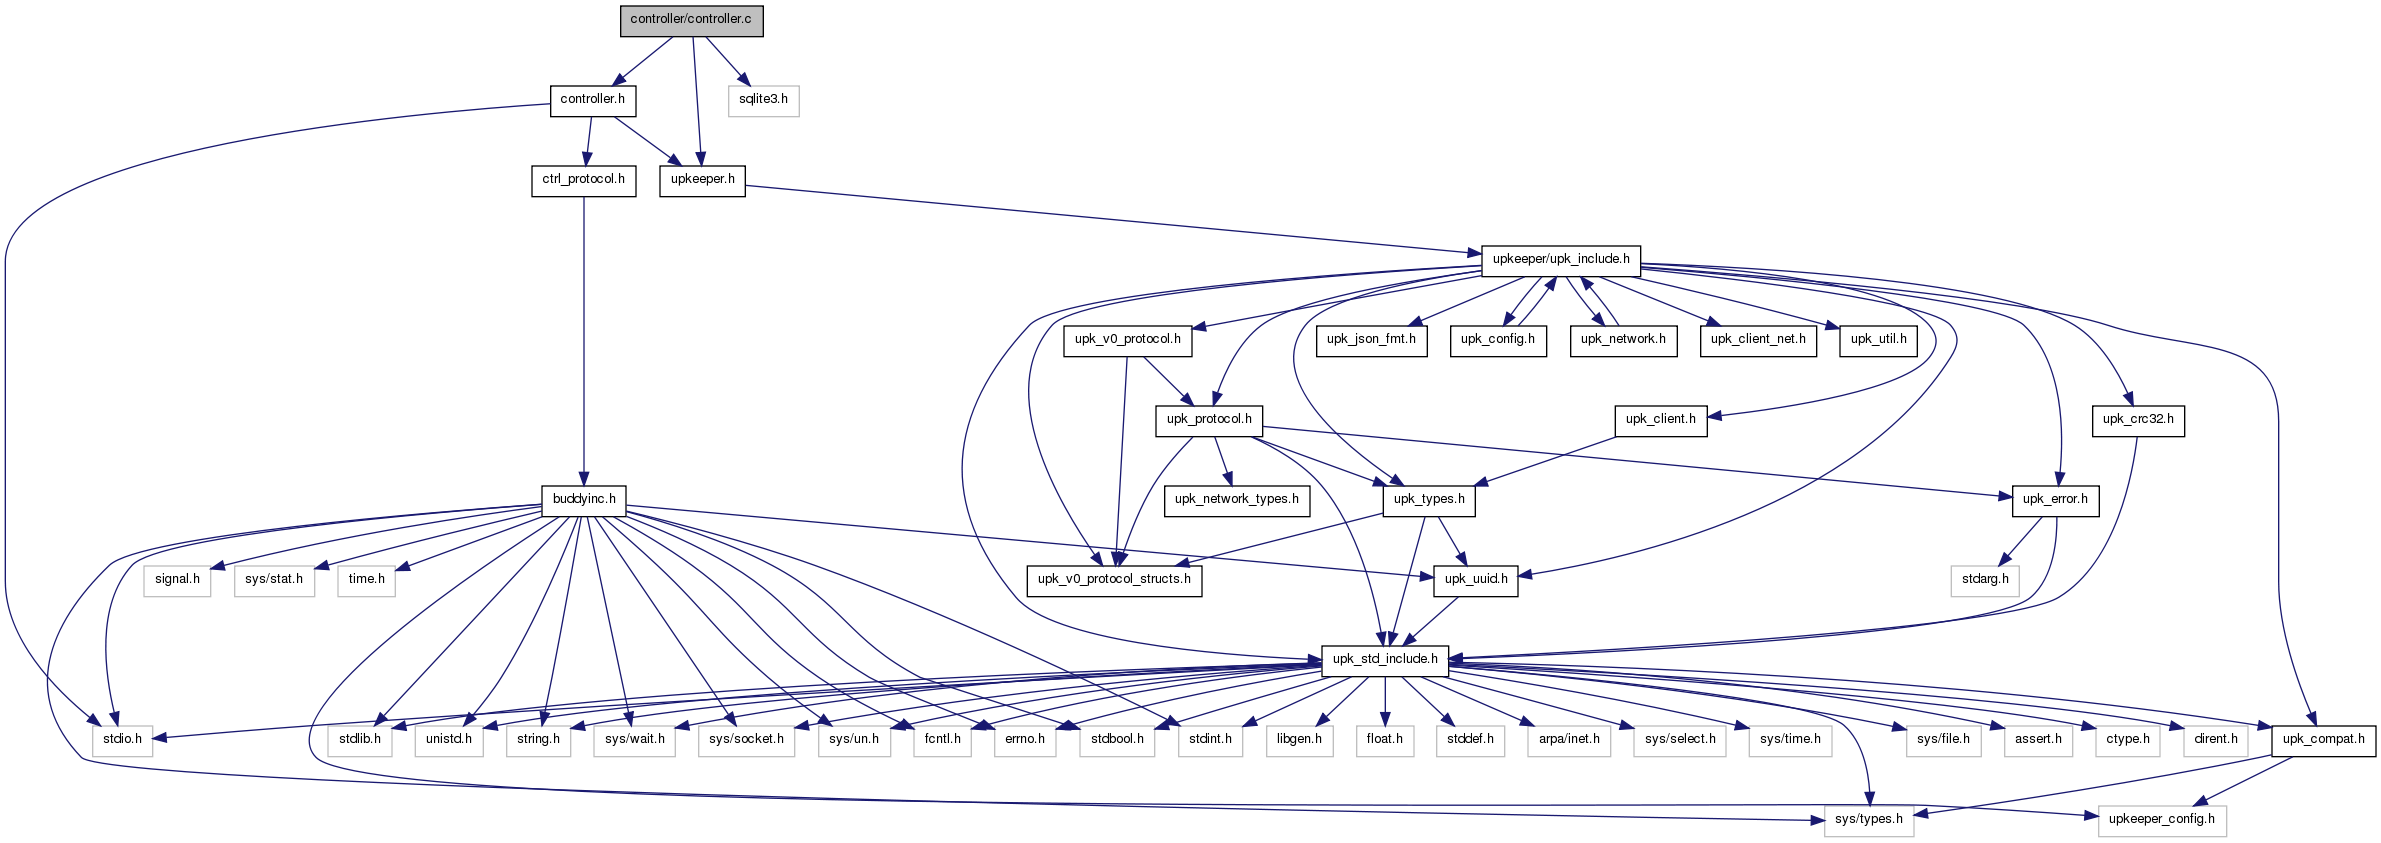 controller/controller.c
controller.h
sqlite3.h
ctrl_protocol.h
upkeeper.h
upkeeper/upk_include.h
upk_v0_protocol.h
upk_json_fmt.h
upk_config.h
upk_network.h
upk_client_net.h
upk_util.h
upk_protocol.h
upk_client.h
upk_crc32.h
buddyinc.h
upk_network_types.h
upk_types.h
upk_error.h
signal.h
sys/stat.h
time.h
upk_v0_protocol_structs.h
upk_uuid.h
stdarg.h
upk_std_include.h
stdio.h
stdlib.h
unistd.h
string.h
sys/wait.h
sys/socket.h
sys/un.h
fcntl.h
errno.h
stdbool.h
stdint.h
libgen.h
float.h
stddef.h
arpa/inet.h
sys/select.h
sys/time.h
sys/file.h
assert.h
ctype.h
dirent.h
upk_compat.h
sys/types.h
upkeeper_config.h